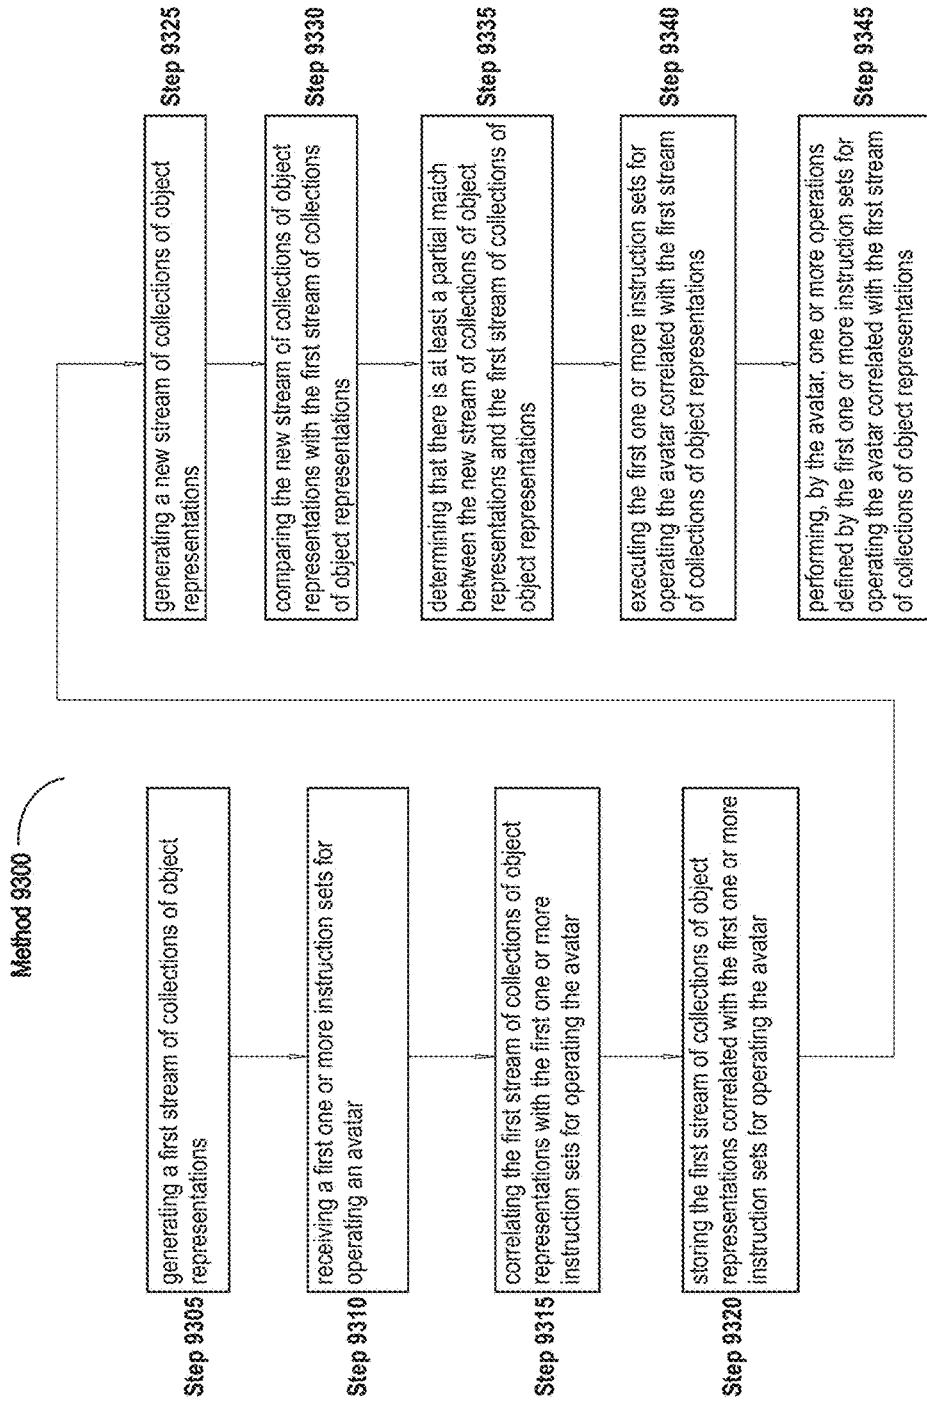 Method 9300
Step 9305
generating a first stream of collections of object
representations
Step 9310
receiving a first one or more instruction sets for
operating an avatar
Step 9315
correlating the first stream of collections of object
representations with the first one or more
instruction sets for operating the avatar
Step 9320
storing the first stream of collections of object
representations correlated with the first one or more
instruction sets for operating the avatar
Step 9325
generating a new stream of collections of object
representations
Step 9330
comparing the new stream of collections of object
representations with the first stream of collections
of object representations
Step 9335
determining that there is at least a partial match
between the new stream of collections of object
representations and the first stream of collections of
object representations
Step 9340
executing the first one or more instruction sets for
operating the avatar correlated with the first stream
of collections of object representations
Step 9345
performing, by the avatar, one or more operations
defined by the first one or more instruction sets for
operating the avatar correlated with the first stream
of collections of object representations